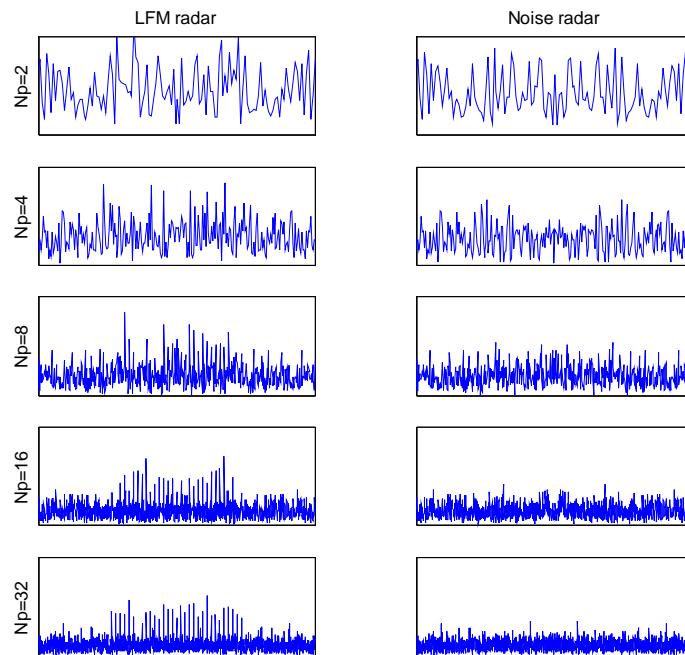 LFM radar
Noise radar
Np=2
Np=4
Np=8
Np=16
Np=32